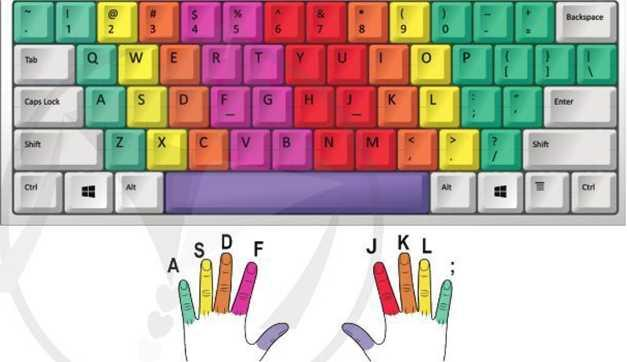 ~ ! @ # $ % ^ & * ( ) _ + Backspace
. 1 2 3 4 5 6 7 8 9 0 - =
Tab Q W E R T Y U I O P { } |
[ ] \
Caps Lock A S D F G H J K L : " Enter
_ _ ; '
Shift Z X C V B N M < > ? Shift
, . /
Ctrl Alt Alt Ctrl
A S D F J K L ;